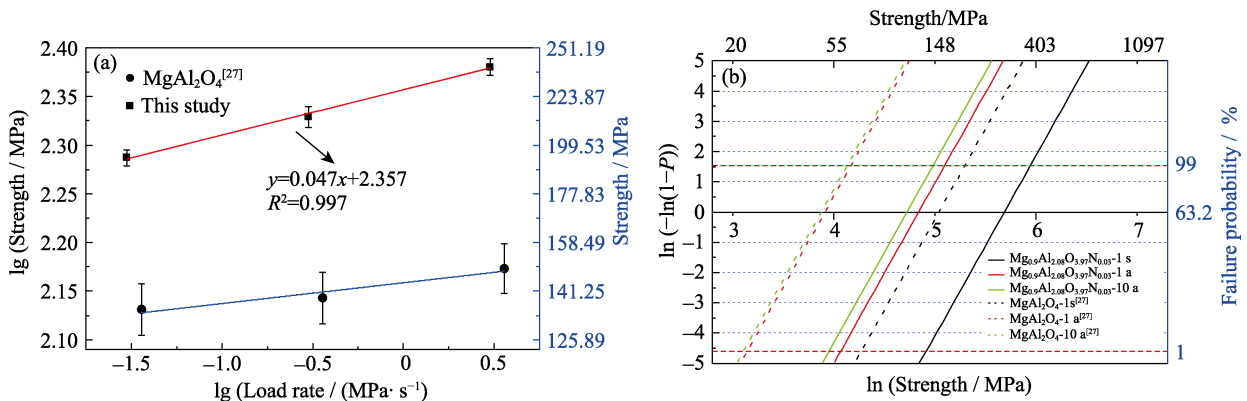 (a)
MgAl₂O₄[27]
This study
y=0.047x+2.357
R²=0.997
lg (Strength / MPa)
2.40
2.35
2.30
2.25
2.20
2.15
2.10
251.19
223.87
199.53
177.83
158.49
141.25
125.89
Strength / MPa
−1.5
−1.0
−0.5
0
0.5
lg (Load rate / (MPa· s⁻¹)
Strength/MPa
20
55
148
403
1097
(b)
ln (−ln(1−P))
5
4
3
2
1
0
−1
−2
−3
−4
−5
3
4
5
6
7
99
63.2
1
Failure probability / %
Mg₀.₉Al₂.₀₈O₃.₉₇N₀.₀₃-1 s
Mg₀.₉Al₂.₀₈O₃.₉₇N₀.₀₃-1 a
Mg₀.₉Al₂.₀₈O₃.₉₇N₀.₀₃-10 a
MgAl₂O₄-1s[27]
MgAl₂O₄-1 a[27]
MgAl₂O₄-10 a[27]
ln (Strength / MPa)